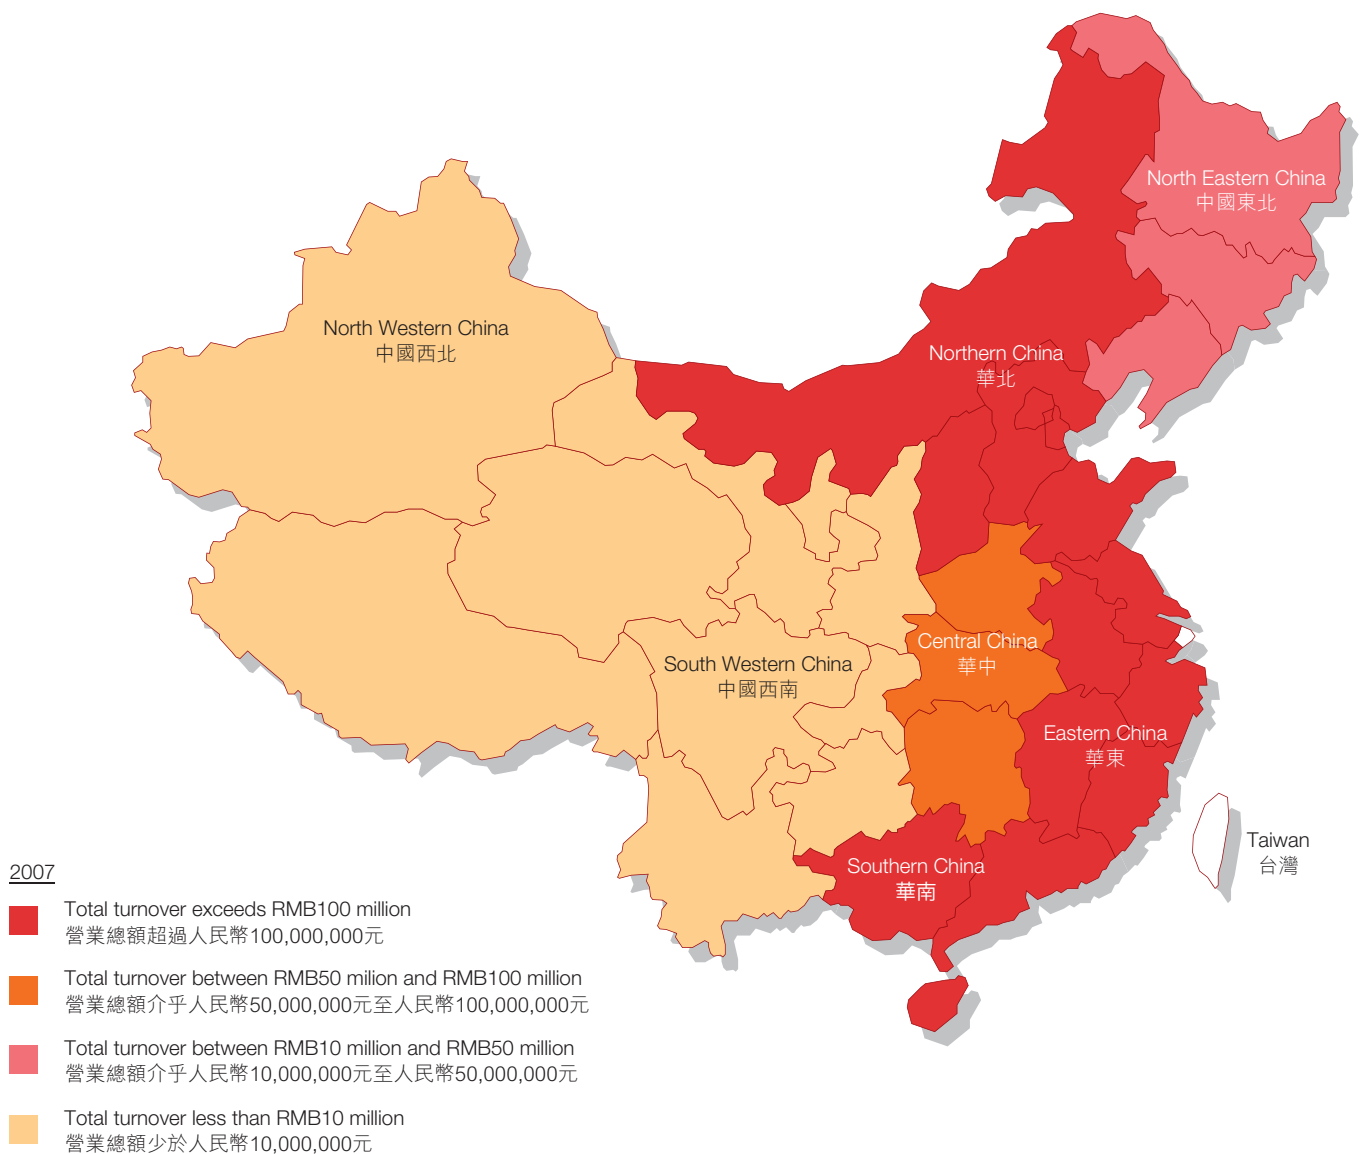 North Eastern China
中國東北
North Western China
中國西北
Northern China
華北
Central China
華中
South Western China
中國西南
Eastern China
華東
Taiwan
台灣
Southern China
華南
2007
Total turnover exceeds RMB100 million
營業總額超過人民幣100,000,000元
Total turnover between RMB50 milion and RMB100 million
營業總額介乎人民幣50,000,000元至人民幣100,000,000元
Total turnover between RMB10 million and RMB50 million
營業總額介乎人民幣10,000,000元至人民幣50,000,000元
Total turnover less than RMB10 million
營業總額少於人民幣10,000,000元